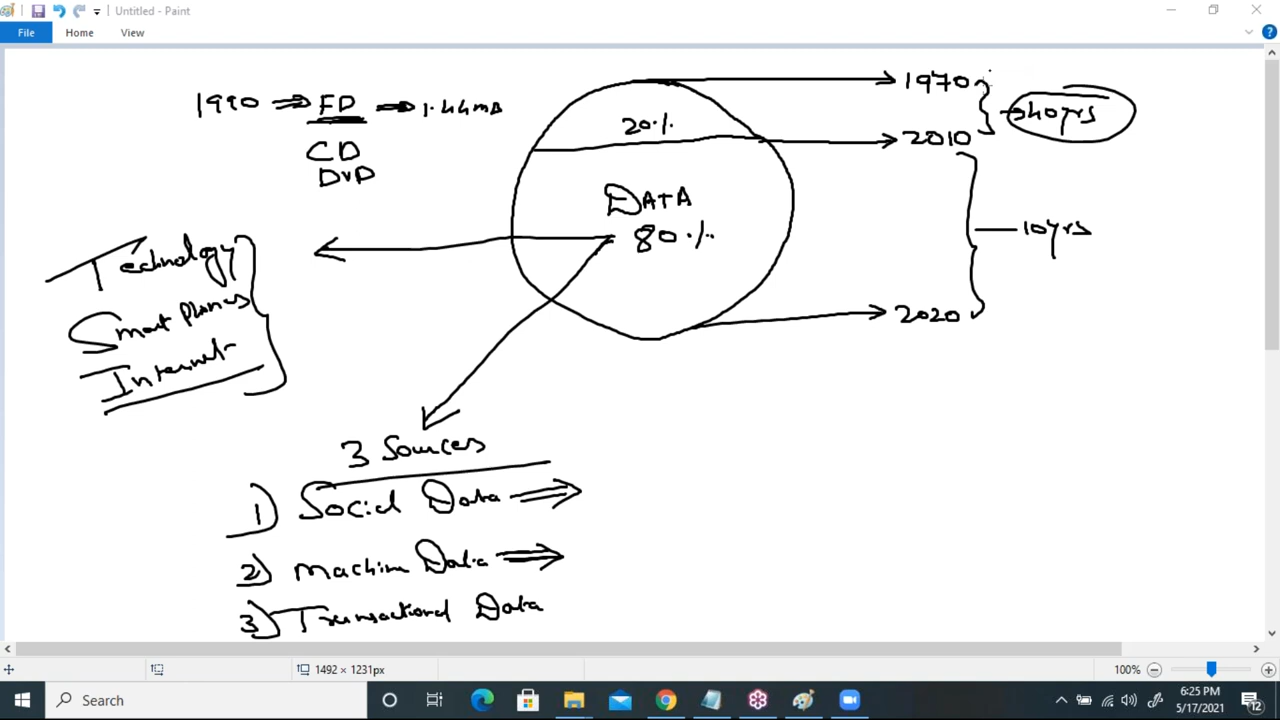 Untitled - Paint
File Home View
1990 ⇒ FD → 1.44MB
CD
DVD
1970
20%
2010
→ 40yrs
DATA
80%
10yrs
2020
Technology
Smart Phones
Internet
3 Sources
1) Social Data ⇒
2) Machine Data ⇒
3) Transactional Data
1492 × 1231px
100%
Search
6:25 PM
5/17/2021
12